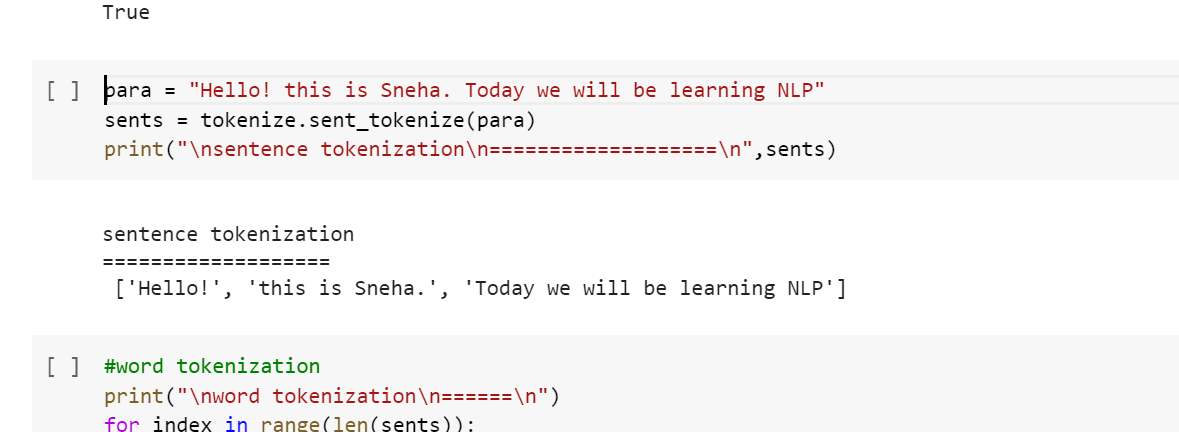 True
[ ] para = "Hello! this is Sneha. Today we will be learning NLP"
sents = tokenize.sent_tokenize(para)
print("\nsentence tokenization\n===================\n",sents)
sentence tokenization
===================
['Hello!', 'this is Sneha.', 'Today we will be learning NLP']
[ ] #word tokenization
print("\nword tokenization\n======\n")
for index in range(len(sents)):